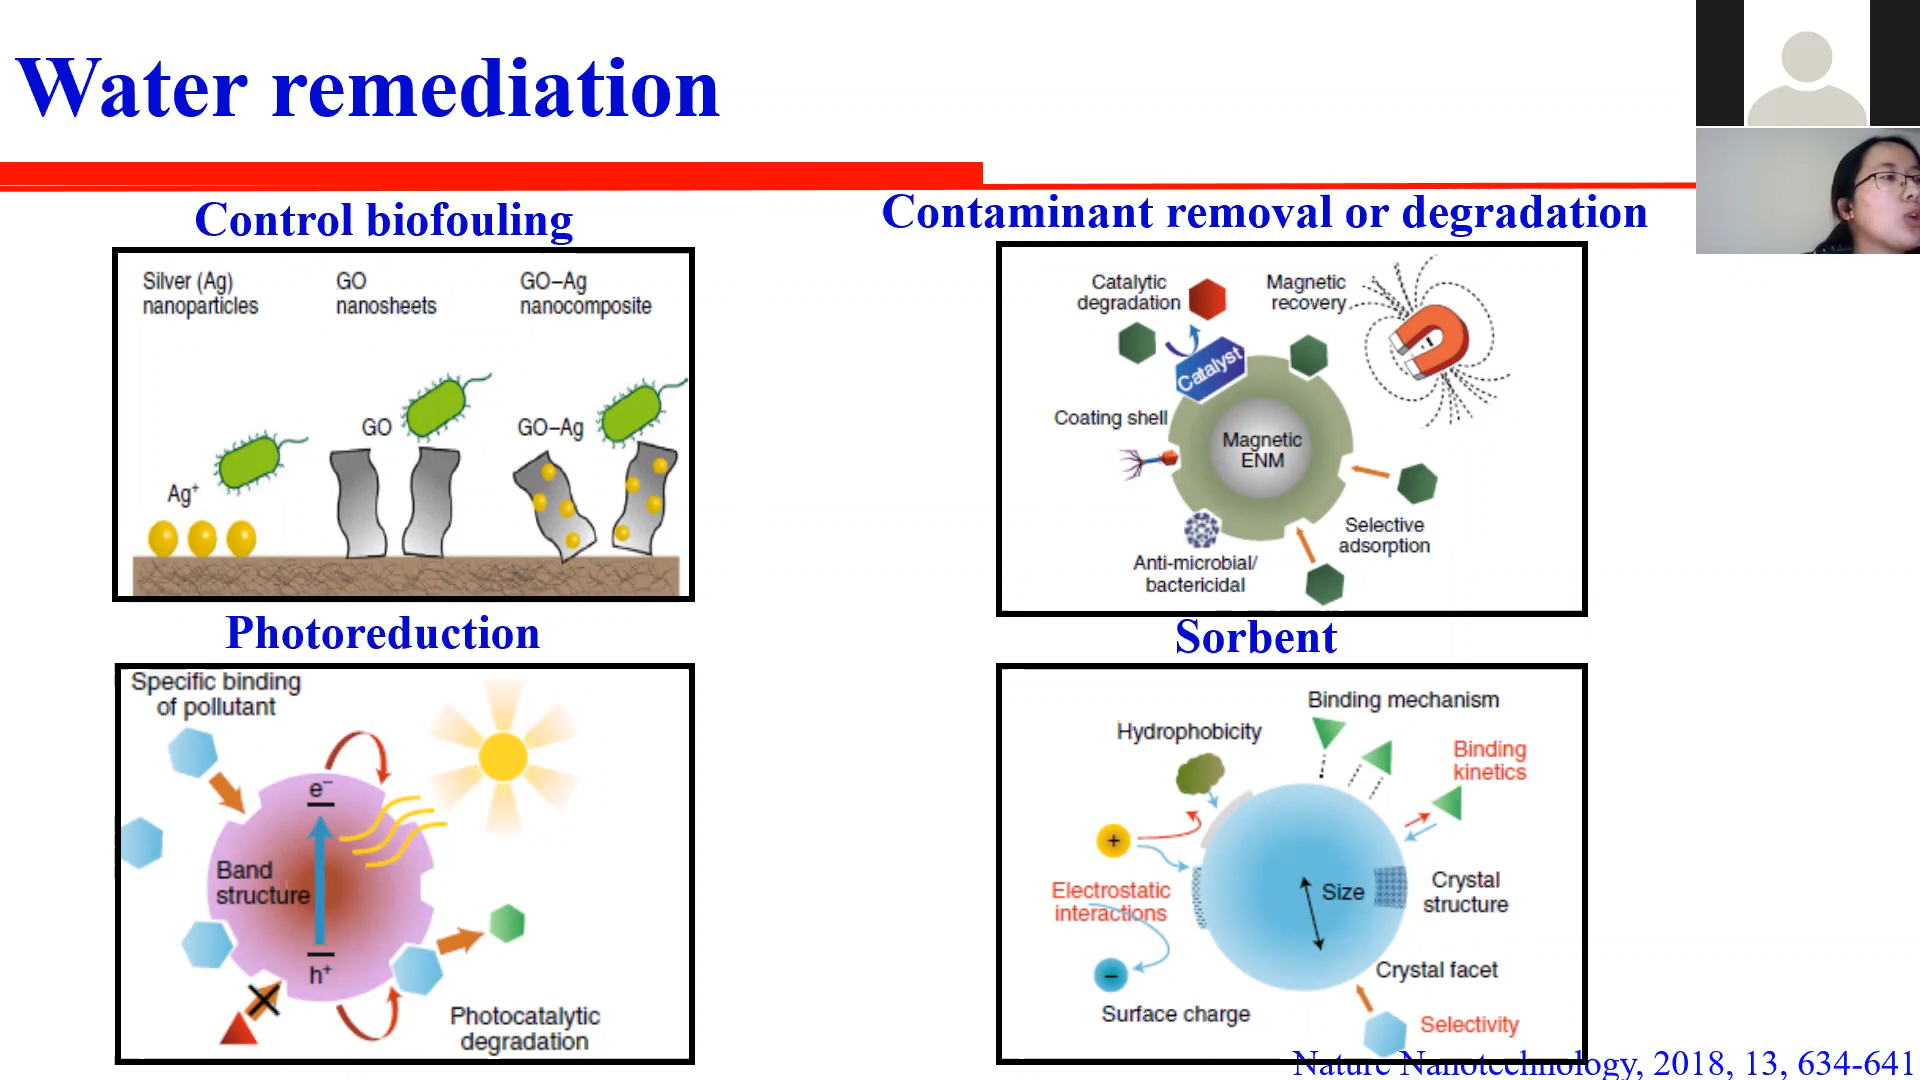 Water remediation
Control biofouling
Silver (Ag)
nanoparticles
GO
nanosheets
GO–Ag
nanocomposite
Ag⁺
GO
GO–Ag
Contaminant removal or degradation
Catalytic
degradation
Magnetic
recovery
Catalyst
Coating shell
Magnetic
ENM
Selective
adsorption
Anti-microbial/
bactericidal
Photoreduction
Specific binding
of pollutant
e⁻
Band
structure
h⁺
Photocatalytic
degradation
Sorbent
Binding mechanism
Hydrophobicity
Binding
kinetics
+
Electrostatic
interactions
Size
Crystal
structure
−
Crystal facet
Surface charge
Selectivity
Nature Nanotechnology, 2018, 13, 634-641